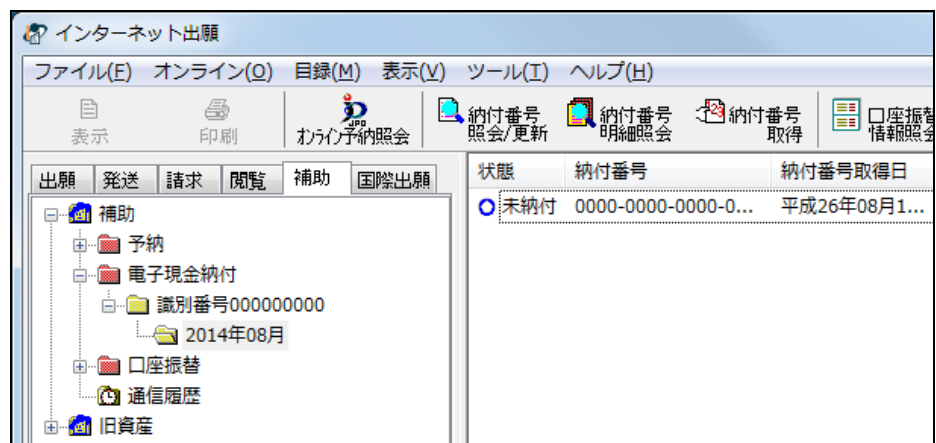 インターネット出願
ファイル(F) オンライン(O) 目録(M) 表示(V) ツール(T) ヘルプ(H)
表示 印刷 JPO オンライン予納照会 納付番号 照会/更新 納付番号 明細照会 納付番号 取得 口座振替 情報照会
出願 発送 請求 閲覧 補助 国際出願
状態 納付番号 納付番号取得日
補助
未納付 0000-0000-0000-0... 平成26年08月1...
予納
電子現金納付
識別番号000000000
2014年08月
口座振替
通信履歴
旧資産